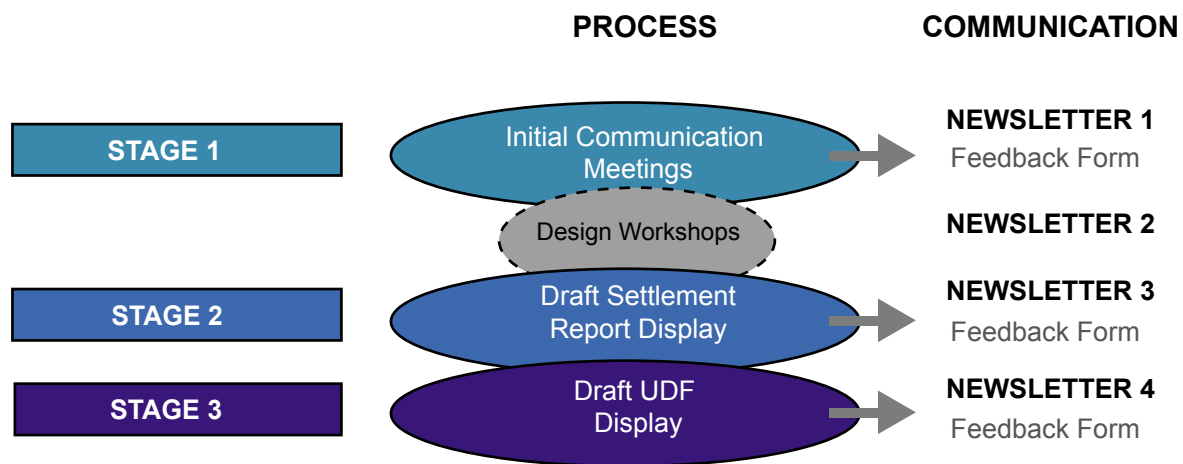 PROCESS
COMMUNICATION
STAGE 1
Initial Communication
Meetings
NEWSLETTER 1
Feedback Form
Design Workshops
NEWSLETTER 2
STAGE 2
Draft Settlement
Report Display
NEWSLETTER 3
Feedback Form
STAGE 3
Draft UDF
Display
NEWSLETTER 4
Feedback Form